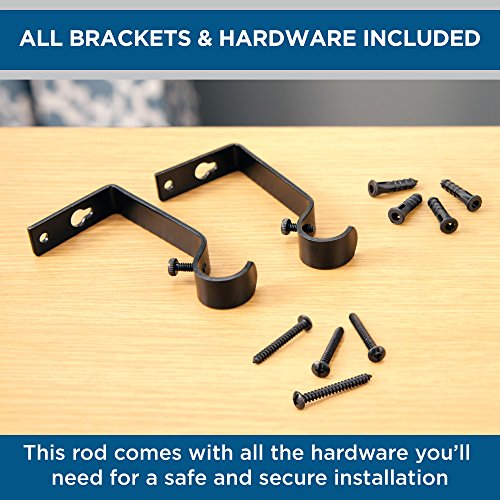 ALL BRACKETS & HARDWARE INCLUDED
This rod comes with all the hardware you'll
need for a safe and secure installation